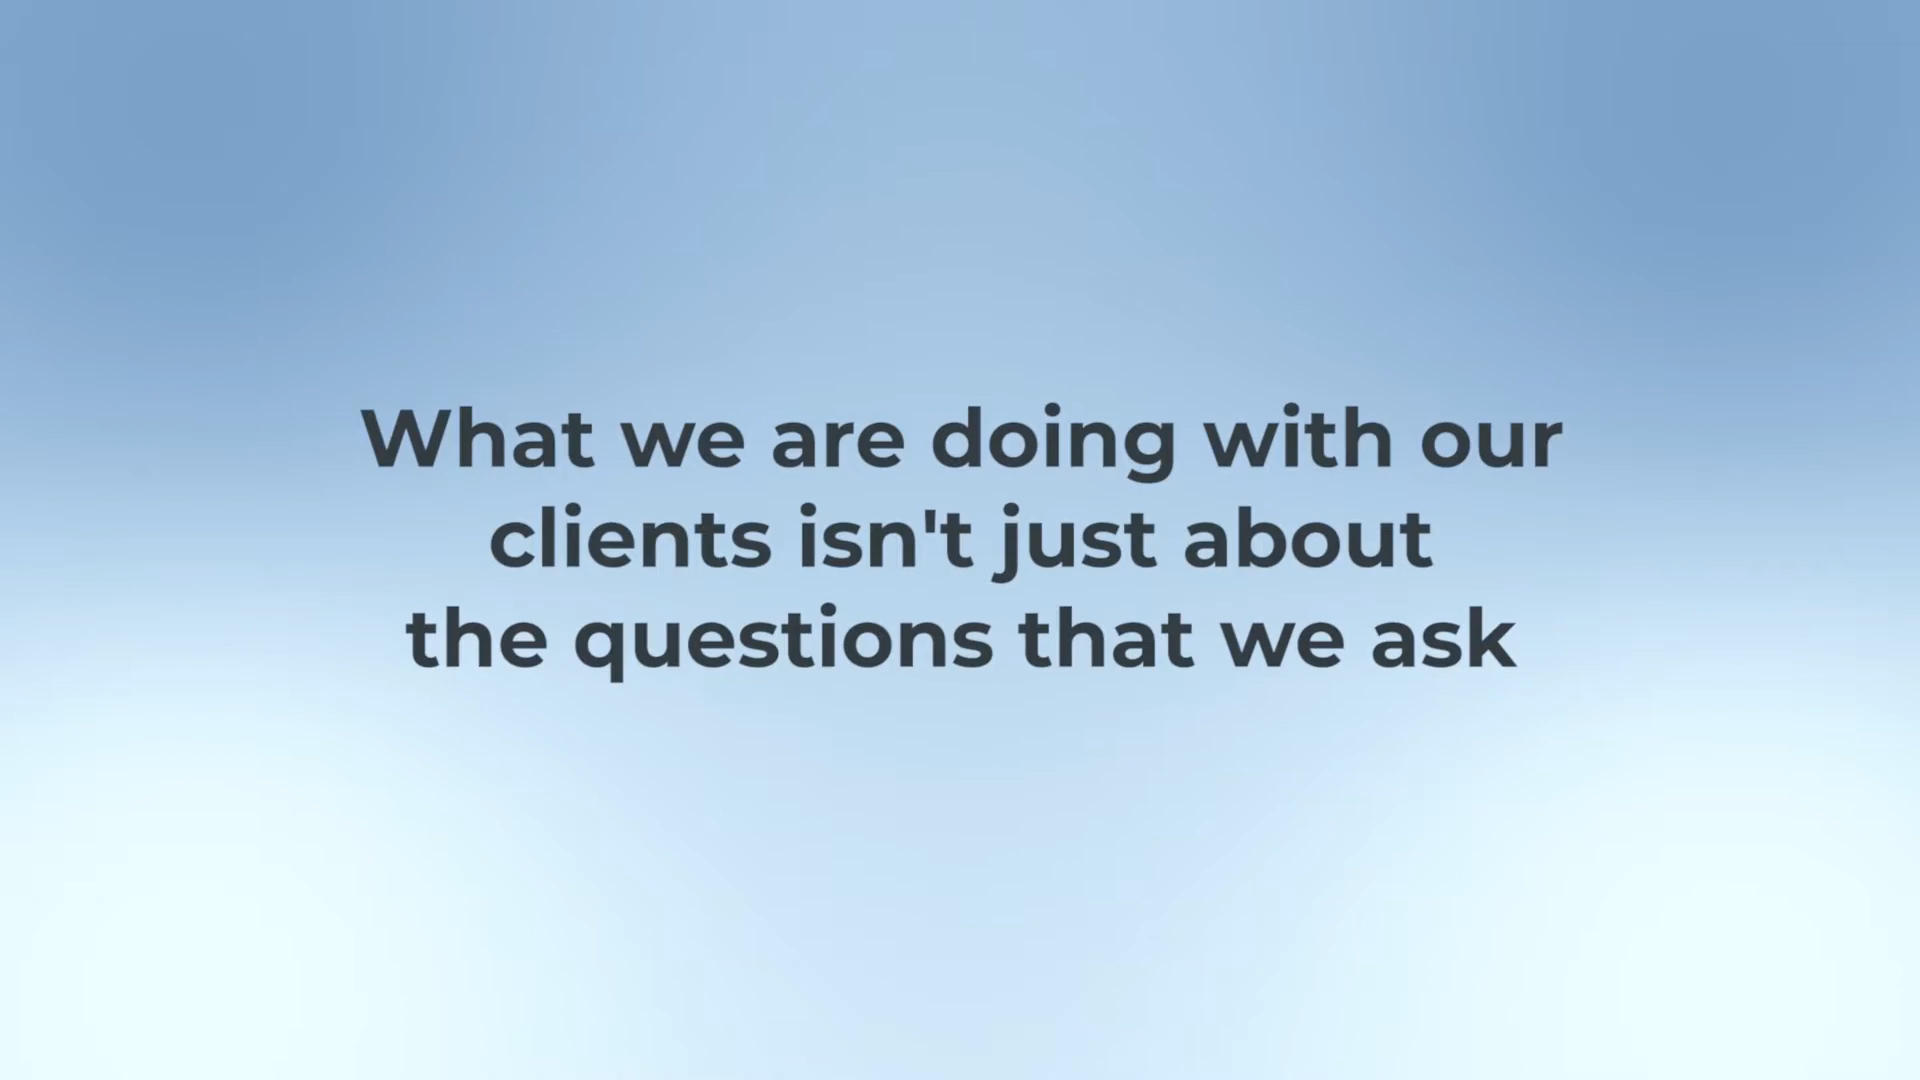 What we are doing with our
clients isn't just about
the questions that we ask